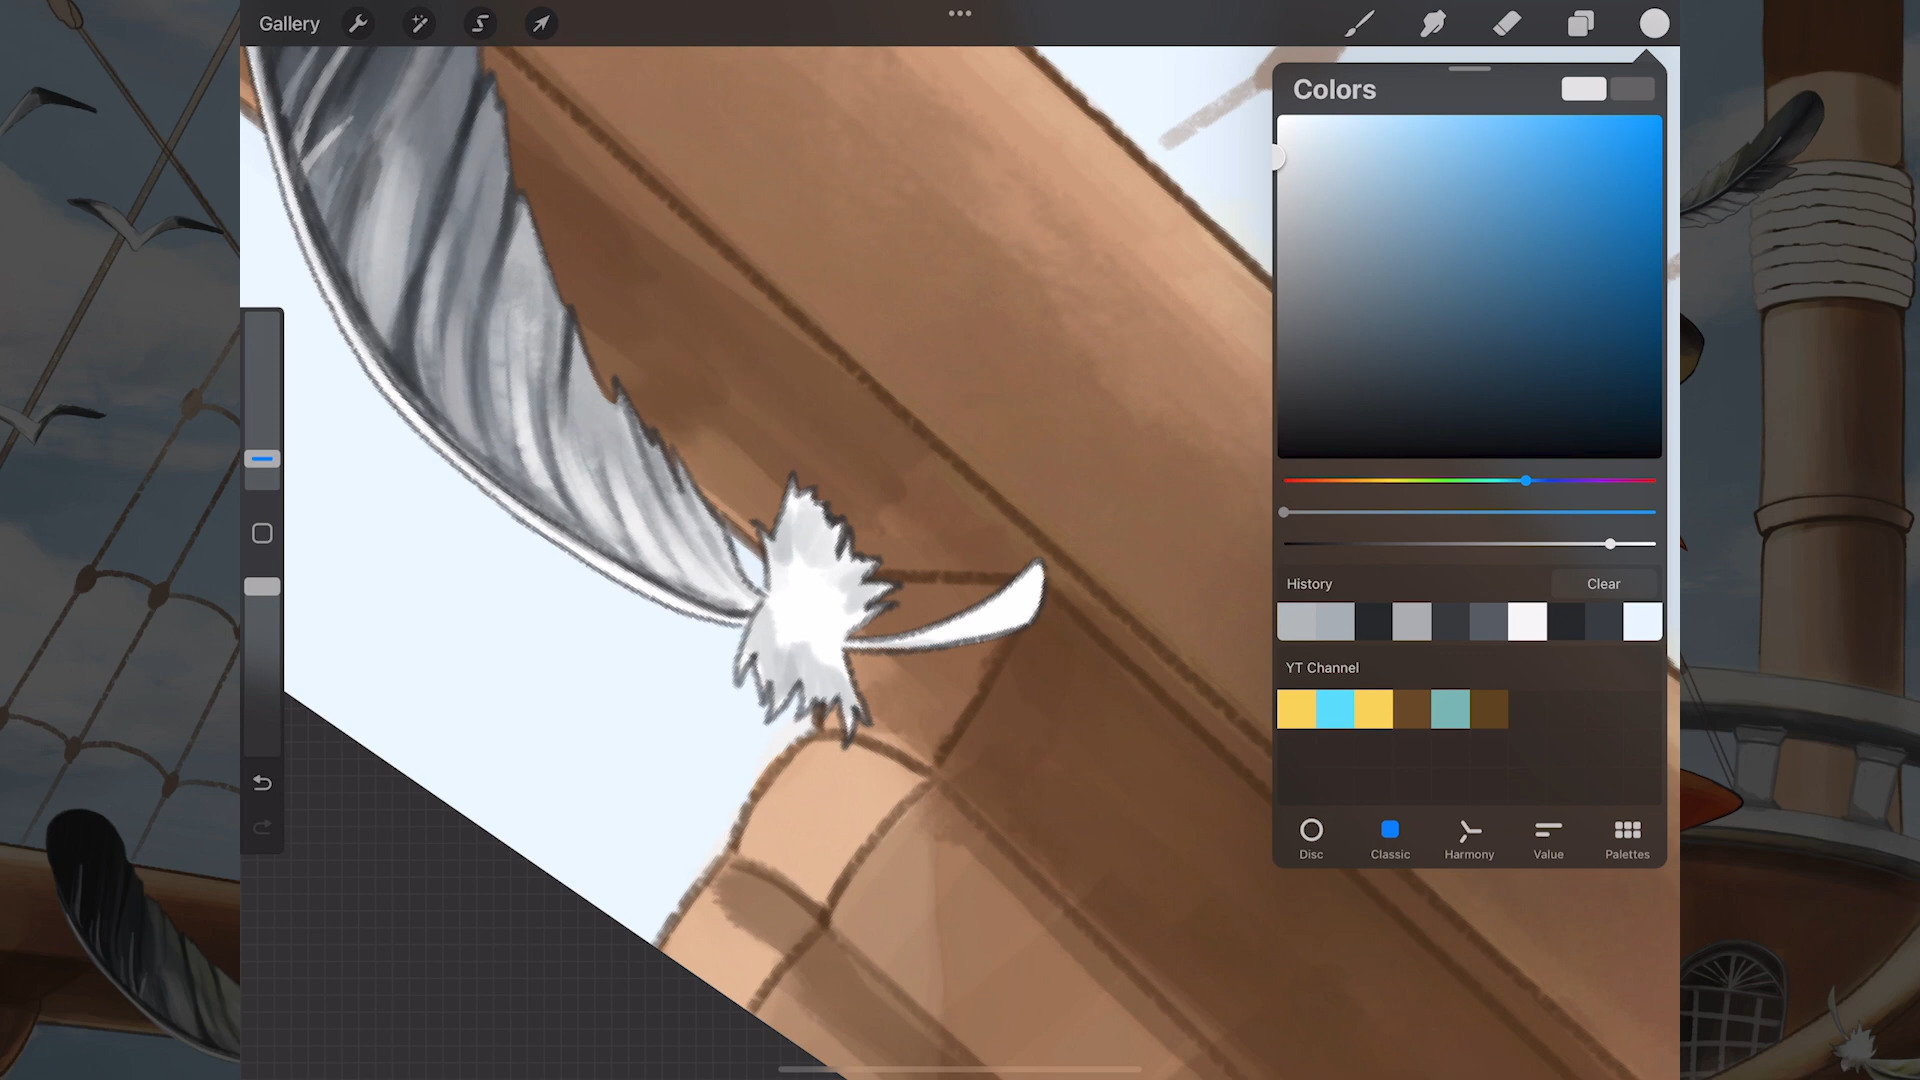 Gallery
Colors
History
Clear
YT Channel
Disc
Classic
Harmony
Value
Palettes